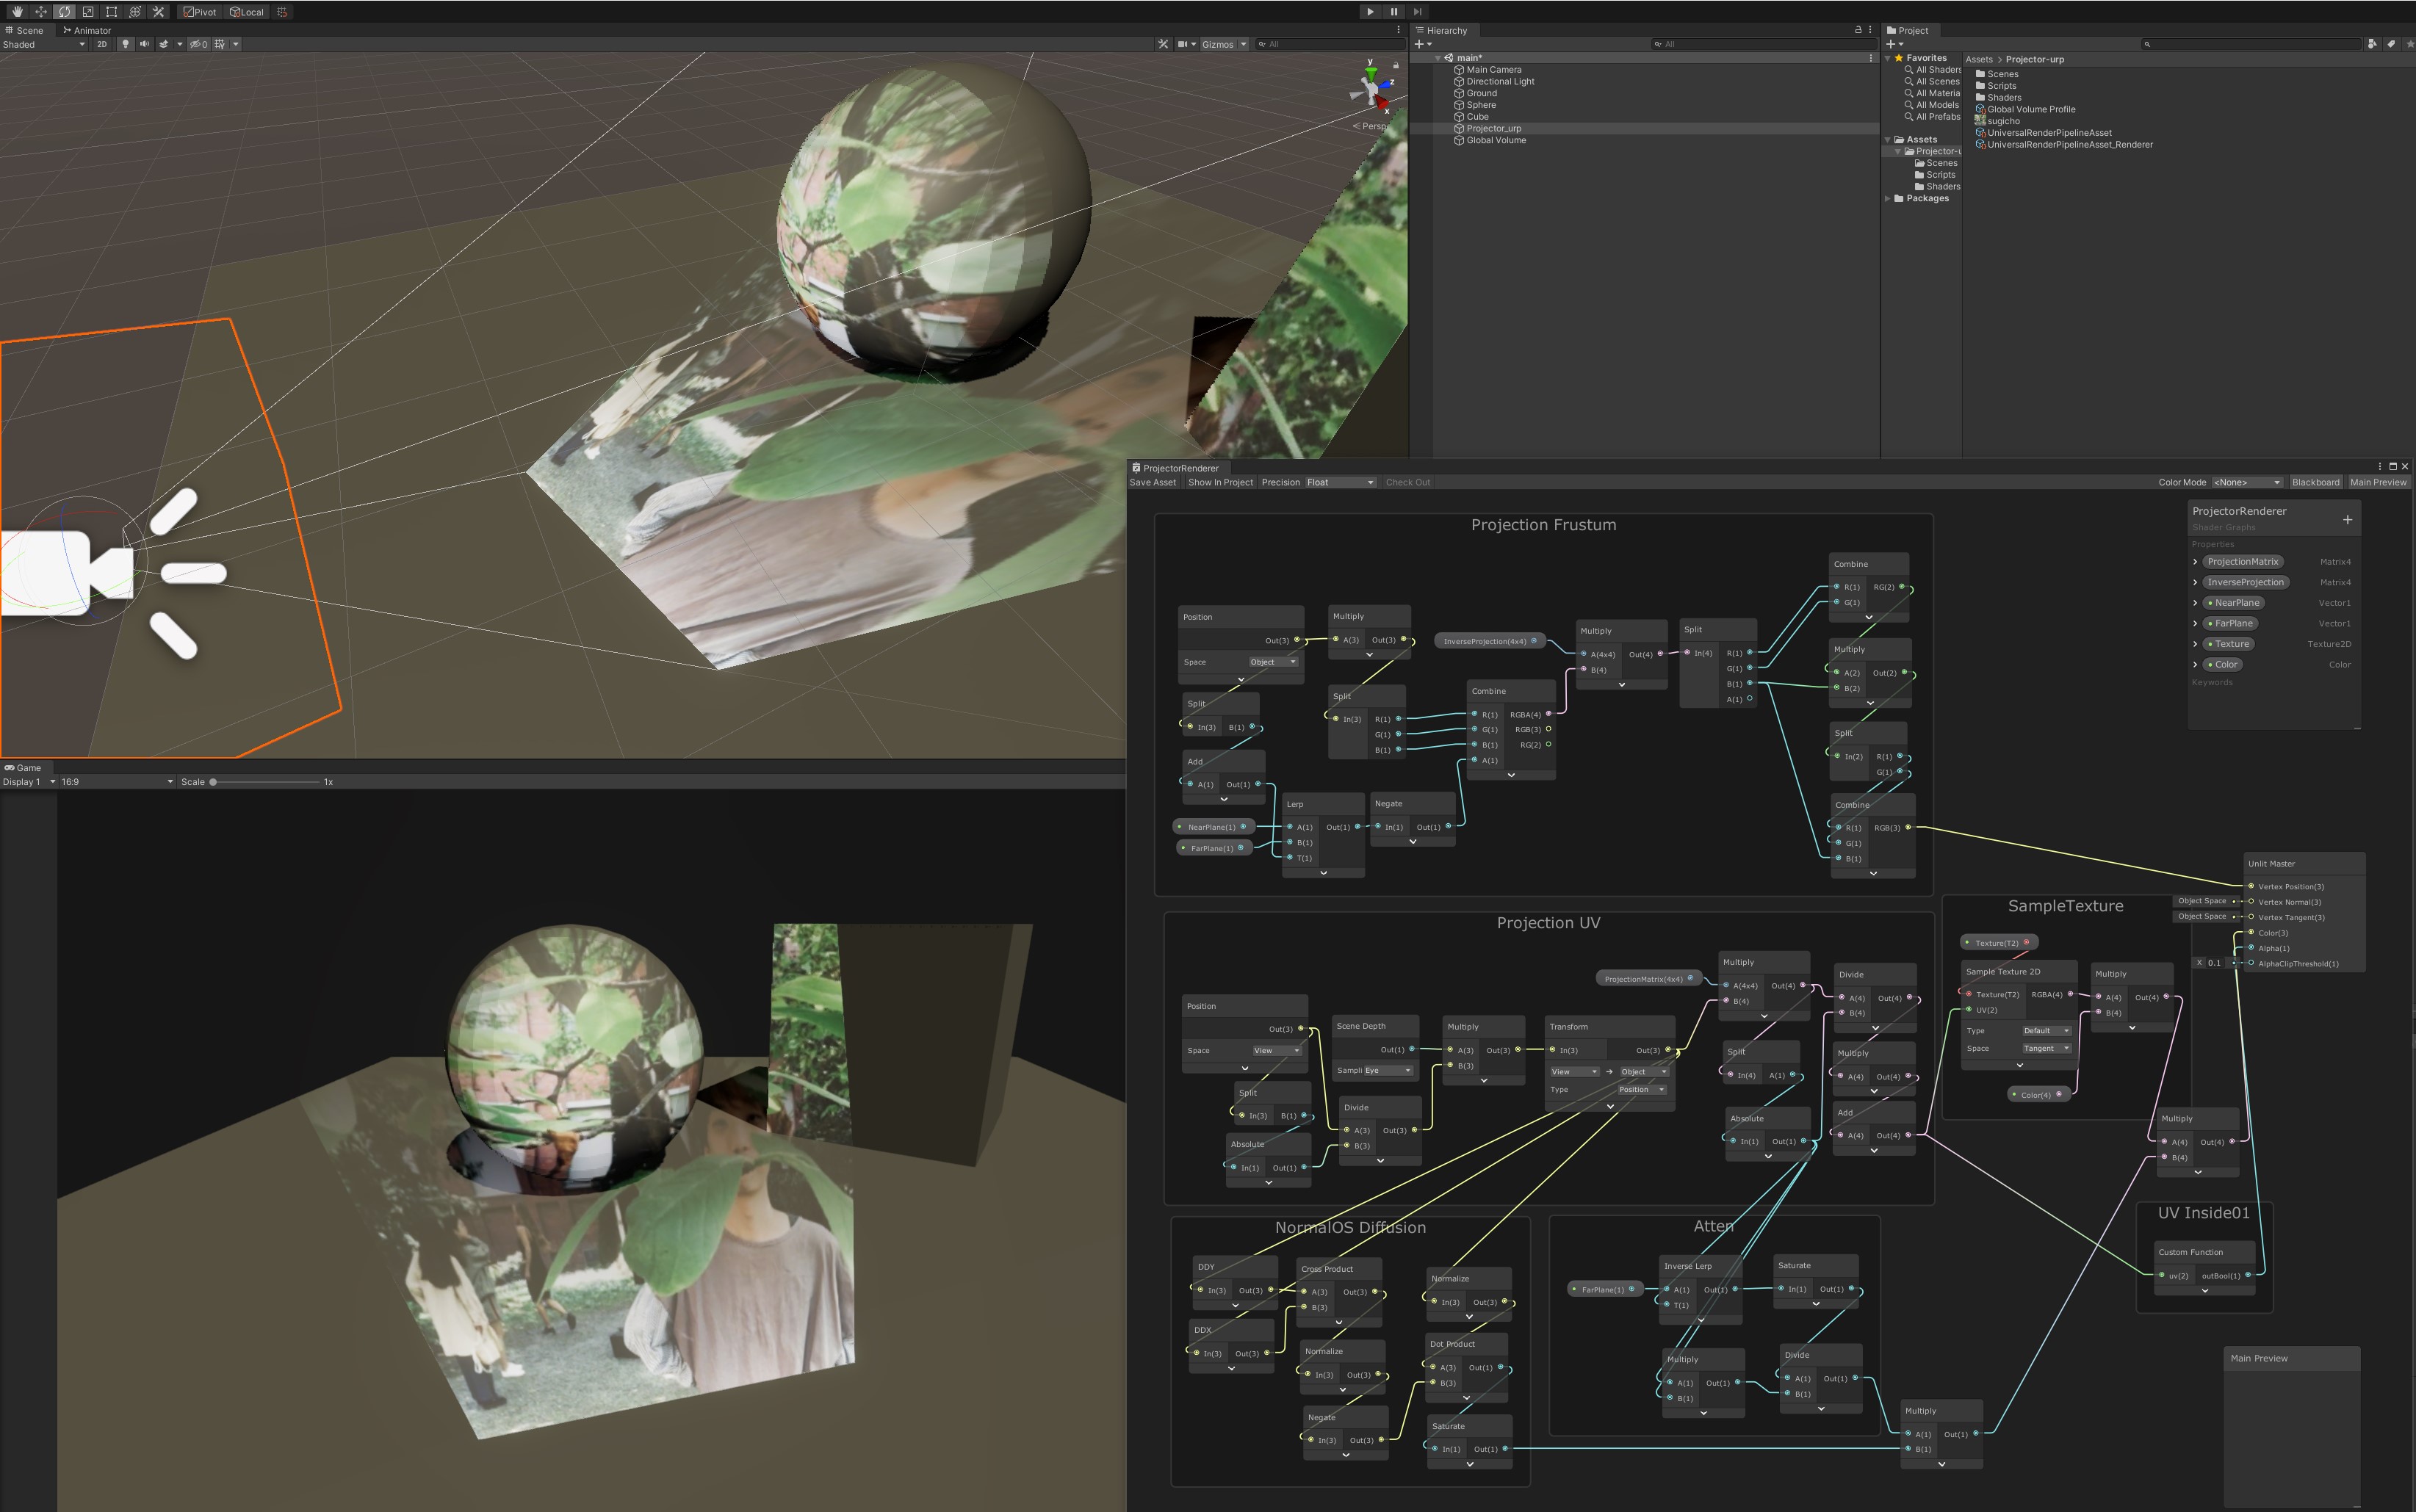 Pivot Local
Scene Animator
Shaded 2D 0 Gizmos All
y
z
x
Persp
Hierarchy
All
main*
Main Camera
Directional Light
Ground
Sphere
Cube
Projector_urp
Global Volume
Project
Favorites
All Shaders
All Scenes
All Materia
All Models
All Prefabs
Assets
Projector-u
Scenes
Scripts
Shaders
Packages
Assets > Projector-urp
Scenes
Scripts
Shaders
Global Volume Profile
sugicho
UniversalRenderPipelineAsset
UniversalRenderPipelineAsset_Renderer
Game
Display 1 16:9 Scale 1x
ProjectorRenderer
Save Asset Show In Project Precision Float Check Out Color Mode <None> Blackboard Main Preview
ProjectorRenderer
Shader Graphs
Properties
ProjectionMatrix Matrix4
InverseProjection Matrix4
NearPlane Vector1
FarPlane Vector1
Texture Texture2D
Color Color
Keywords
Projection Frustum
Position
Out(3)
Space Object
Split
In(3) B(1)
Add
A(1) Out(1)
NearPlane(1)
FarPlane(1)
Multiply
A(3) Out(3)
Split
In(3) R(1)
G(1)
B(1)
Lerp
A(1) Out(1)
B(1)
T(1)
Negate
In(1) Out(1)
InverseProjection(4x4)
Combine
R(1) RGBA(4)
G(1) RGB(3)
B(1) RG(2)
A(1)
Multiply
A(4x4) Out(4)
B(4)
Split
In(4) R(1)
G(1)
B(1)
A(1)
Combine
R(1) RG(2)
G(1)
Multiply
A(2) Out(2)
B(2)
Split
In(2) R(1)
G(1)
Combine
R(1) RGB(3)
G(1)
B(1)
Projection UV
Position
Out(3)
Space View
Split
In(3) B(1)
Absolute
In(1) Out(1)
Scene Depth
Out(1)
Sampli Eye
Divide
A(3) Out(3)
B(3)
Multiply
A(3) Out(3)
B(3)
Transform
In(3) Out(3)
View Object
Type Position
ProjectionMatrix(4x4)
Multiply
A(4x4) Out(4)
B(4)
Split
In(4) A(1)
Absolute
In(1) Out(1)
Divide
A(4) Out(4)
B(4)
Multiply
A(4) Out(4)
Add
A(4) Out(4)
SampleTexture
Texture(T2)
Sample Texture 2D
Texture(T2) RGBA(4)
UV(2)
Type Default
Space Tangent
Color(4)
Multiply
A(4) Out(4)
B(4)
Unlit Master
Vertex Position(3)
Object Space Vertex Normal(3)
Object Space Vertex Tangent(3)
Color(3)
Alpha(1)
X 0.1 AlphaClipThreshold(1)
Multiply
A(4) Out(4)
B(4)
NormalOS Diffusion
DDY
In(3) Out(3)
DDX
In(3) Out(3)
Cross Product
A(3) Out(3)
B(3)
Normalize
In(3) Out(3)
Negate
In(3) Out(3)
Normalize
In(3) Out(3)
Dot Product
A(3) Out(1)
B(3)
Saturate
In(1) Out(1)
Atten
FarPlane(1)
Inverse Lerp
A(1) Out(1)
T(1)
Saturate
In(1) Out(1)
Multiply
A(1) Out(1)
B(1)
Divide
A(1) Out(1)
B(1)
Multiply
A(1) Out(1)
B(1)
UV Inside01
Custom Function
uv(2) outBool(1)
Main Preview